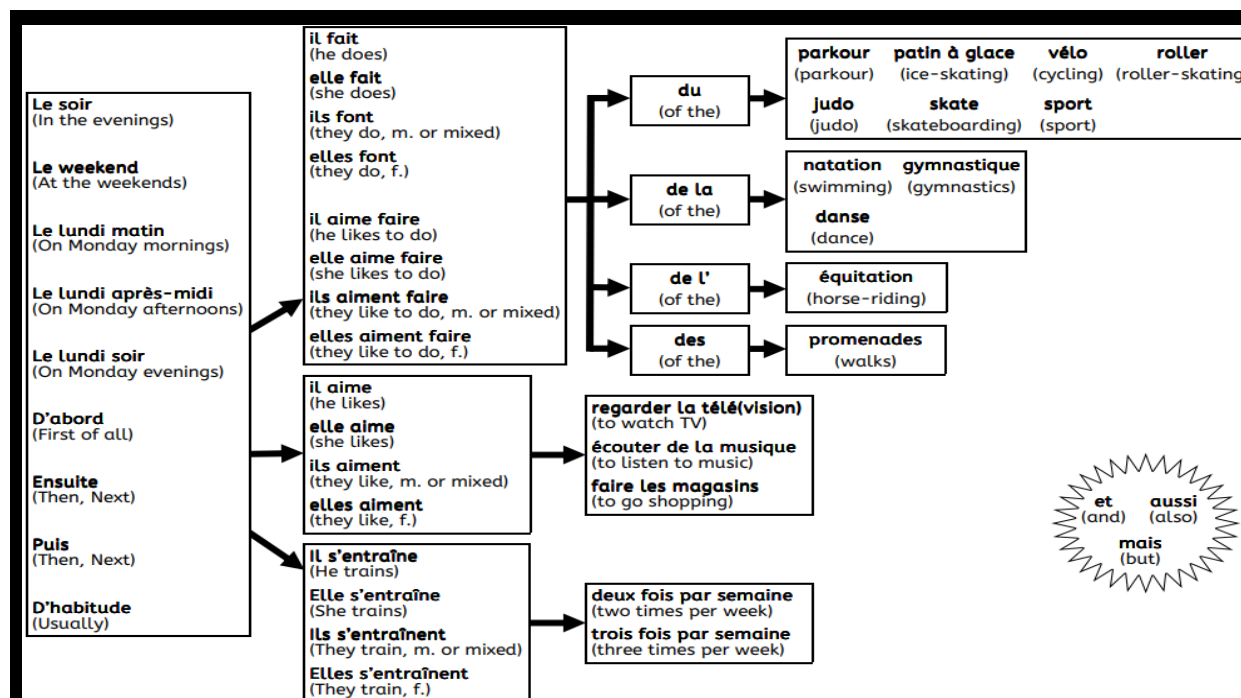 Le soir
(In the evenings)
Le weekend
(At the weekends)
Le lundi matin
(On Monday mornings)
Le lundi après-midi
(On Monday afternoons)
Le lundi soir
(On Monday evenings)
D'abord
(First of all)
Ensuite
(Then, Next)
Puis
(Then, Next)
D'habitude
(Usually)
il fait
(he does)
elle fait
(she does)
ils font
(they do, m. or mixed)
elles font
(they do, f.)
il aime faire
(he likes to do)
elle aime faire
(she likes to do)
ils aiment faire
(they like to do, m. or mixed)
elles aiment faire
(they like to do, f.)
il aime
(he likes)
elle aime
(she likes)
ils aiment
(they like, m. or mixed)
elles aiment
(they like, f.)
Il s'entraîne
(He trains)
Elle s'entraîne
(She trains)
Ils s'entraînent
(They train, m. or mixed)
Elles s'entraînent
(They train, f.)
du
(of the)
de la
(of the)
de l'
(of the)
des
(of the)
parkour patin à glace vélo roller
(parkour) (ice-skating) (cycling) (roller-skating
judo skate sport
(judo) (skateboarding) (sport)
natation gymnastique
(swimming) (gymnastics)
danse
(dance)
équitation
(horse-riding)
promenades
(walks)
regarder la télé(vision)
(to watch TV)
écouter de la musique
(to listen to music)
faire les magasins
(to go shopping)
deux fois par semaine
(two times per week)
trois fois par semaine
(three times per week)
et aussi
(and) (also)
mais
(but)